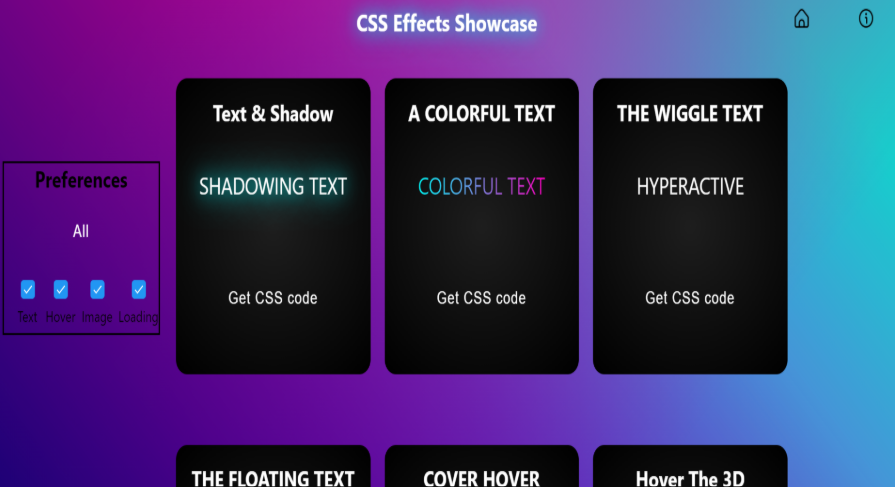 CSS Effects Showcase
Preferences
All
Text Hover Image Loading
Text & Shadow
SHADOWING TEXT
Get CSS code
A COLORFUL TEXT
COLORFUL TEXT
Get CSS code
THE WIGGLE TEXT
HYPERACTIVE
Get CSS code
THE FLOATING TEXT
COVER HOVER
Hover The 3D